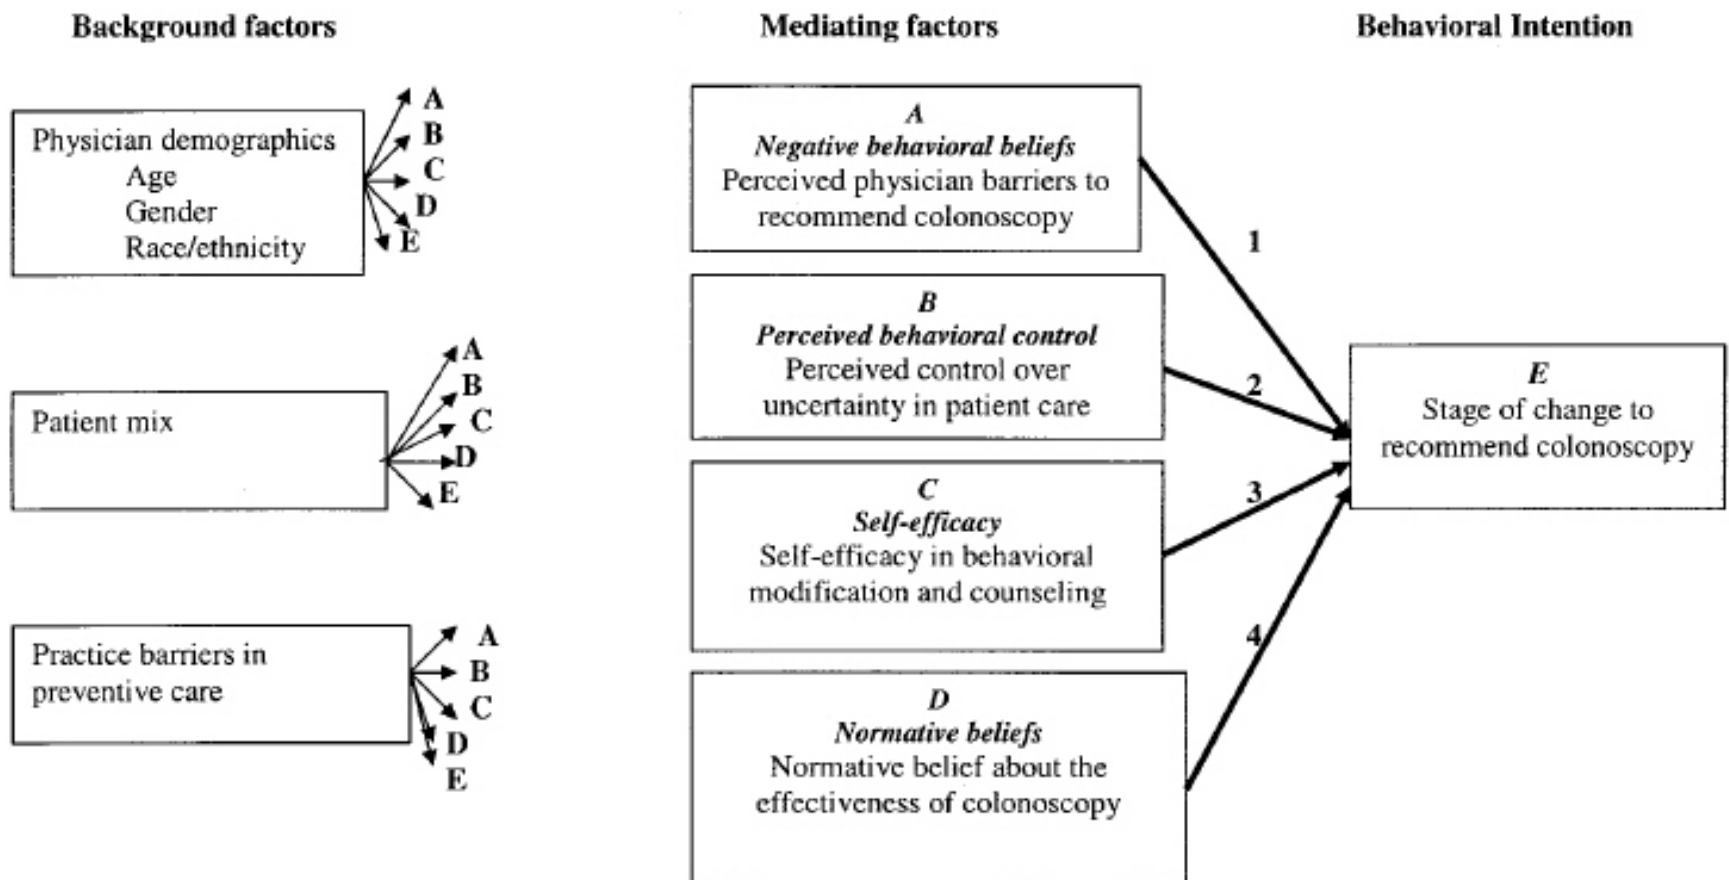 Background factors
Mediating factors
Behavioral Intention
Physician demographics
Age
Gender
Race/ethnicity
A
B
C
D
E
Patient mix
A
B
C
D
E
Practice barriers in
preventive care
A
B
C
D
E
A
Negative behavioral beliefs
Perceived physician barriers to
recommend colonoscopy
B
Perceived behavioral control
Perceived control over
uncertainty in patient care
C
Self-efficacy
Self-efficacy in behavioral
modification and counseling
D
Normative beliefs
Normative belief about the
effectiveness of colonoscopy
1
2
3
4
E
Stage of change to
recommend colonoscopy